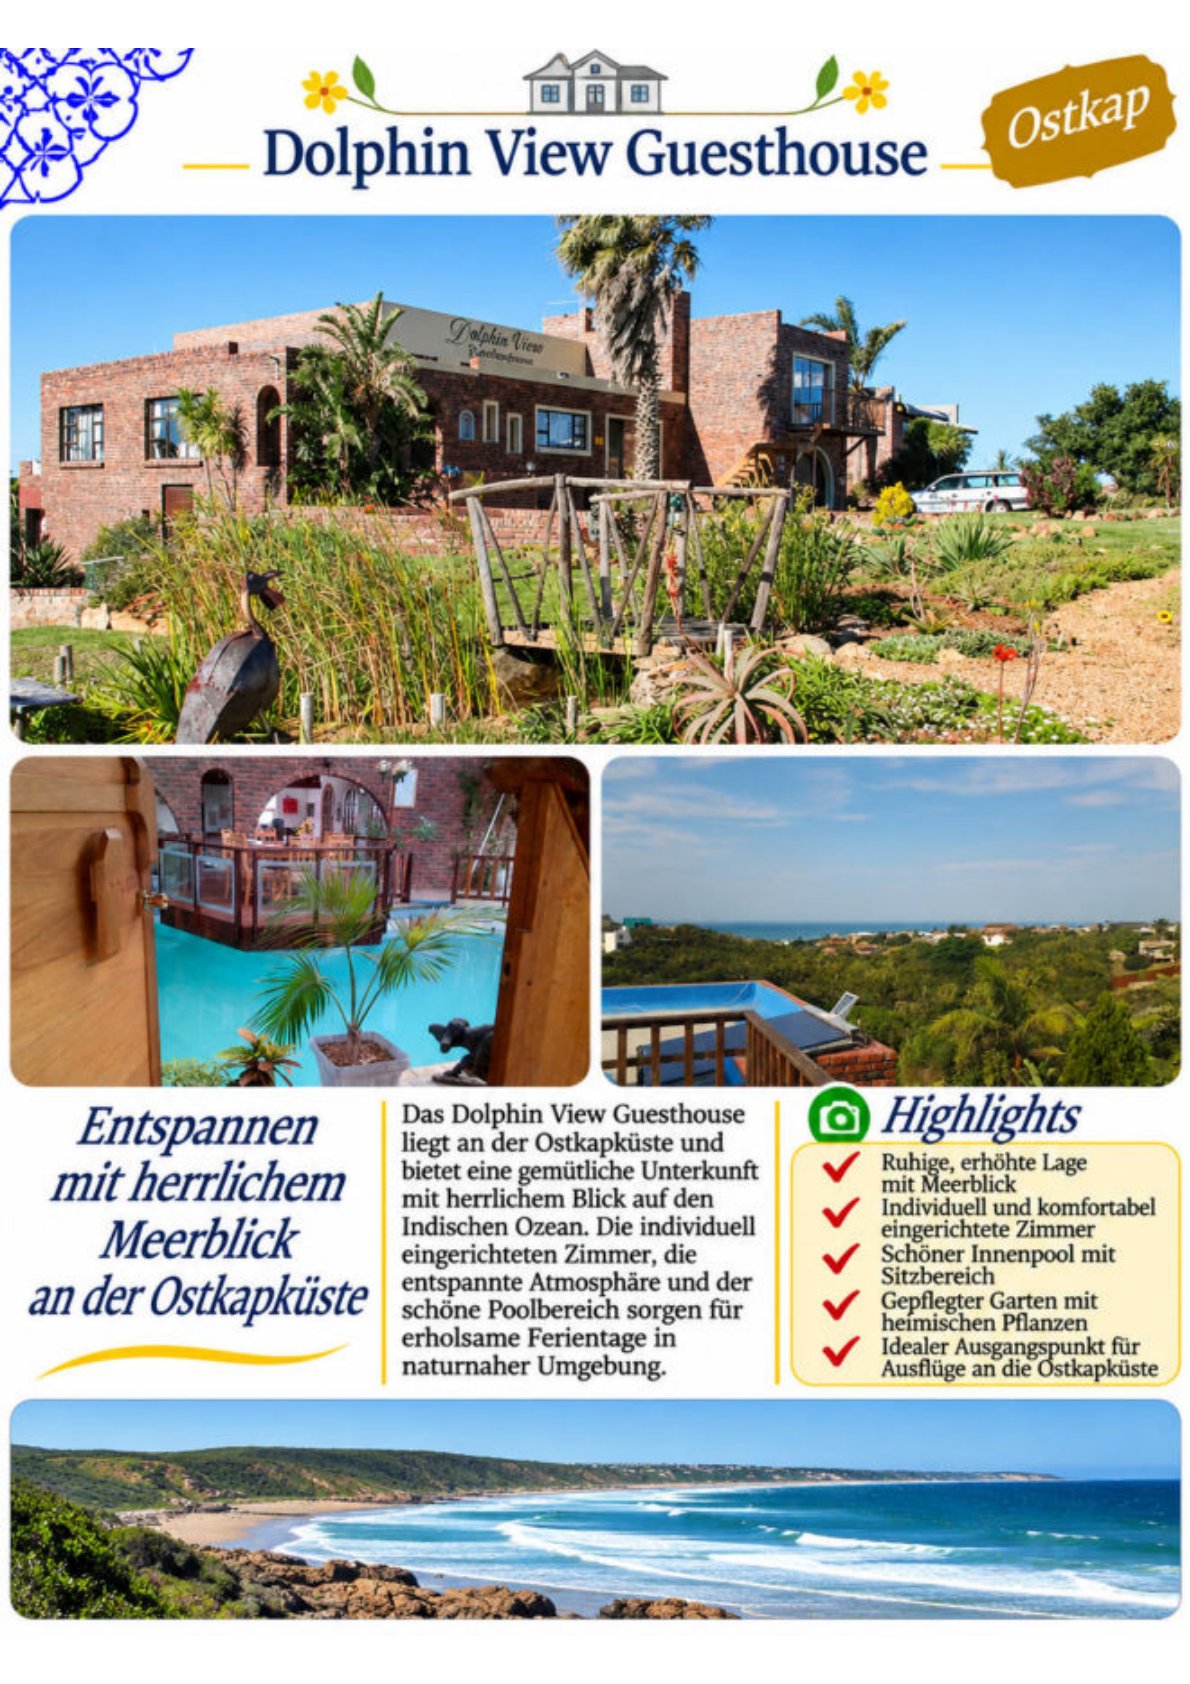 Dolphin View Guesthouse
Ostkap
Dolphin View
Entspannen
mit herrlichem
Meerblick
an der Ostkapküste
Das Dolphin View Guesthouse
liegt an der Ostkapküste und
bietet eine gemütliche Unterkunft
mit herrlichem Blick auf den
Indischen Ozean. Die individuell
eingerichteten Zimmer, die
entspannte Atmosphäre und der
schöne Poolbereich sorgen für
erholsame Ferientage in
naturnaher Umgebung.
Highlights
Ruhige, erhöhte Lage
mit Meerblick
Individuell und komfortabel
eingerichtete Zimmer
Schöner Innenpool mit
Sitzbereich
Gepflegter Garten mit
heimischen Pflanzen
Idealer Ausgangspunkt für
Ausflüge an die Ostkapküste